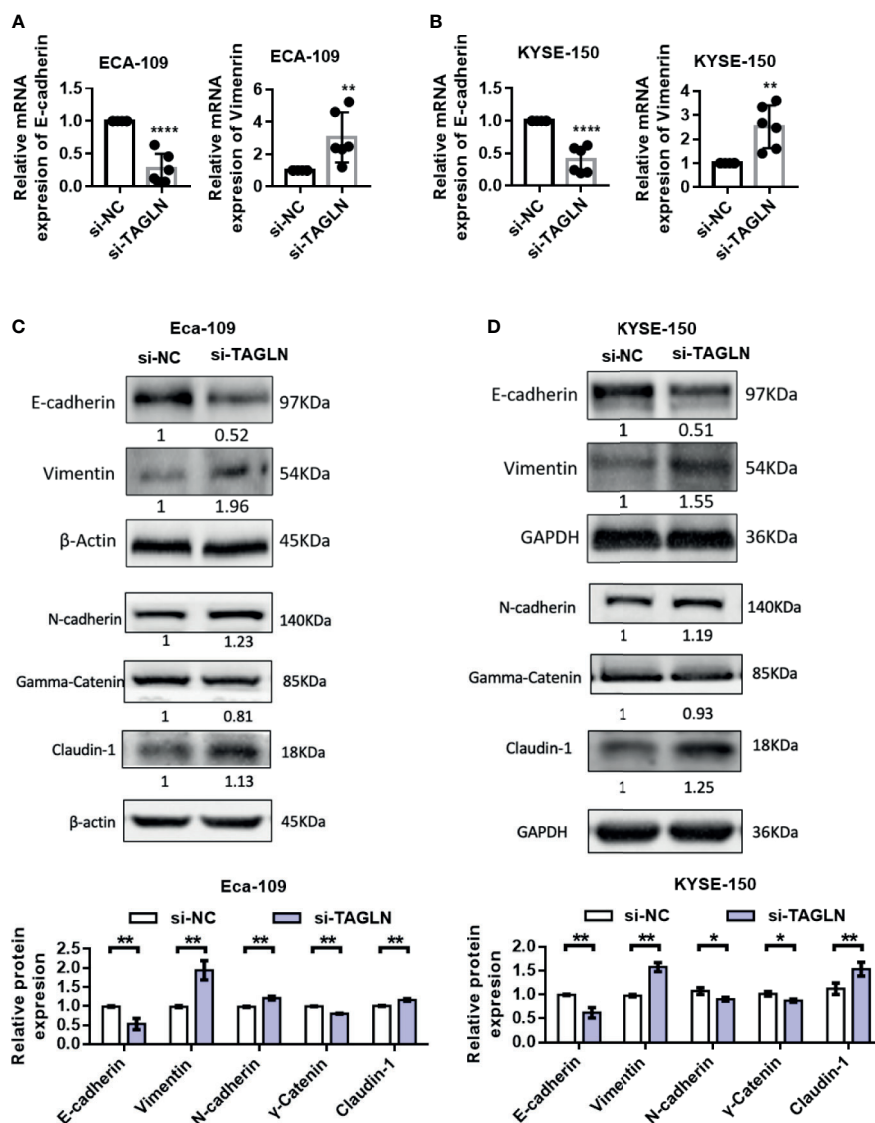 A
ECA-109
Relative mRNA
expresion of E-cadherin
1.5
1.0
0.5
0.0
****
si-NC
si-TAGLN
ECA-109
Relative mRNA
expresion of Vimenrin
6
4
2
0
**
si-NC
si-TAGLN
B
KYSE-150
Relative mRNA
expresion of E-cadherin
1.5
1.0
0.5
0.0
****
si-NC
si-TAGLN
KYSE-150
Relative mRNA
expresion of Vimenrin
4
3
2
1
0
**
si-NC
si-TAGLN
C
Eca-109
si-NC si-TAGLN
E-cadherin 97KDa
1 0.52
Vimentin 54KDa
1 1.96
β-Actin 45KDa
N-cadherin 140KDa
1 1.23
Gamma-Catenin 85KDa
1 0.81
Claudin-1 18KDa
1 1.13
β-actin 45KDa
Eca-109
si-NC si-TAGLN
Relative protein
expresion
2.5
2.0
1.5
1.0
0.5
0.0
** ** ** ** **
E-cadherin
Vimentin
N-cadherin
γ-Catenin
Claudin-1
D
KYSE-150
si-NC si-TAGLN
E-cadherin 97KDa
1 0.51
Vimentin 54KDa
1 1.55
GAPDH 36KDa
N-cadherin 140KDa
1 1.19
Gamma-Catenin 85KDa
1 0.93
Claudin-1 18KDa
1 1.25
GAPDH 36KDa
KYSE-150
si-NC si-TAGLN
Relative protein
expresion
2.0
1.5
1.0
0.5
0.0
** ** * * **
E-cadherin
Vimentin
N-cadherin
γ-Catenin
Claudin-1